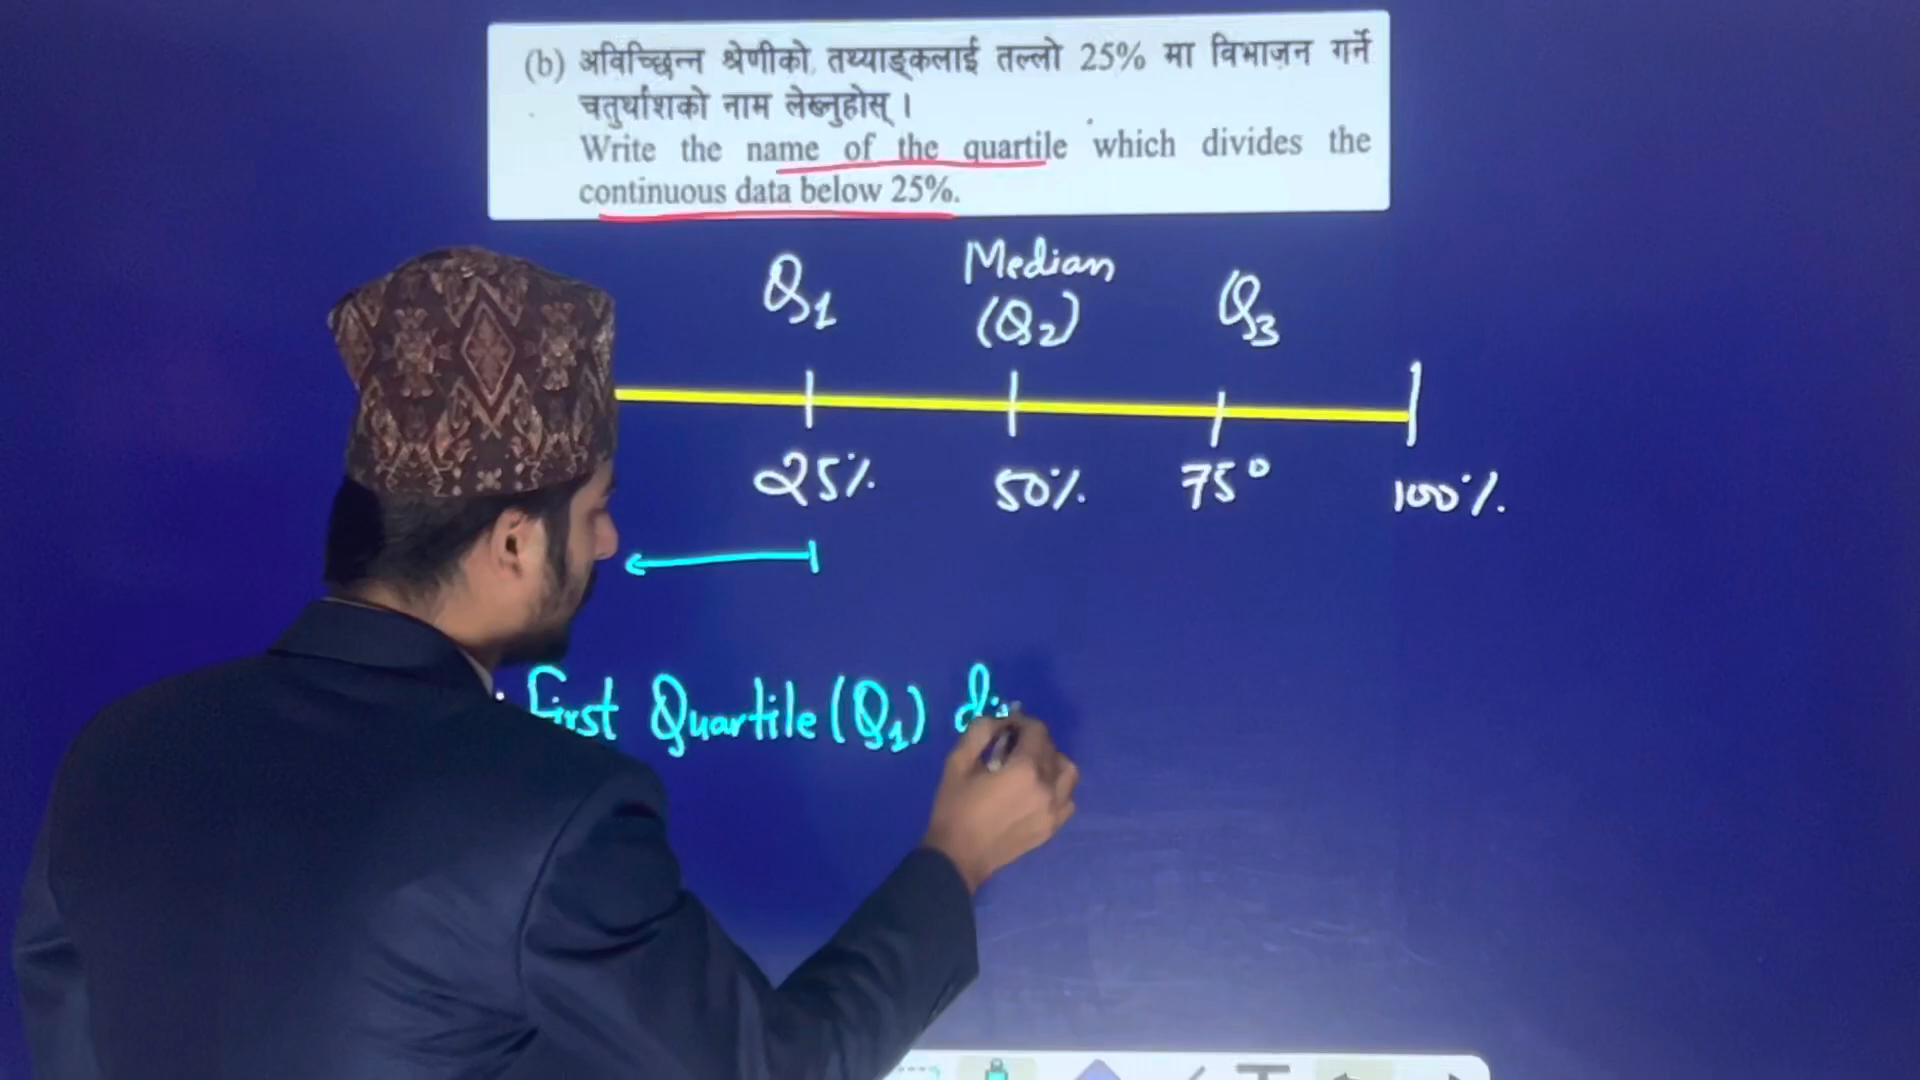 (b) अविच्छिन्न श्रेणीको तथ्याङ्कलाई तल्लो 25% मा विभाजन गर्ने
चतुर्थांशको नाम लेख्नुहोस् ।
Write the name of the quartile which divides the
continuous data below 25%.
Q1 Median (Q2) Q3
25% 50% 75° 100%
First Quartile (Q1) di